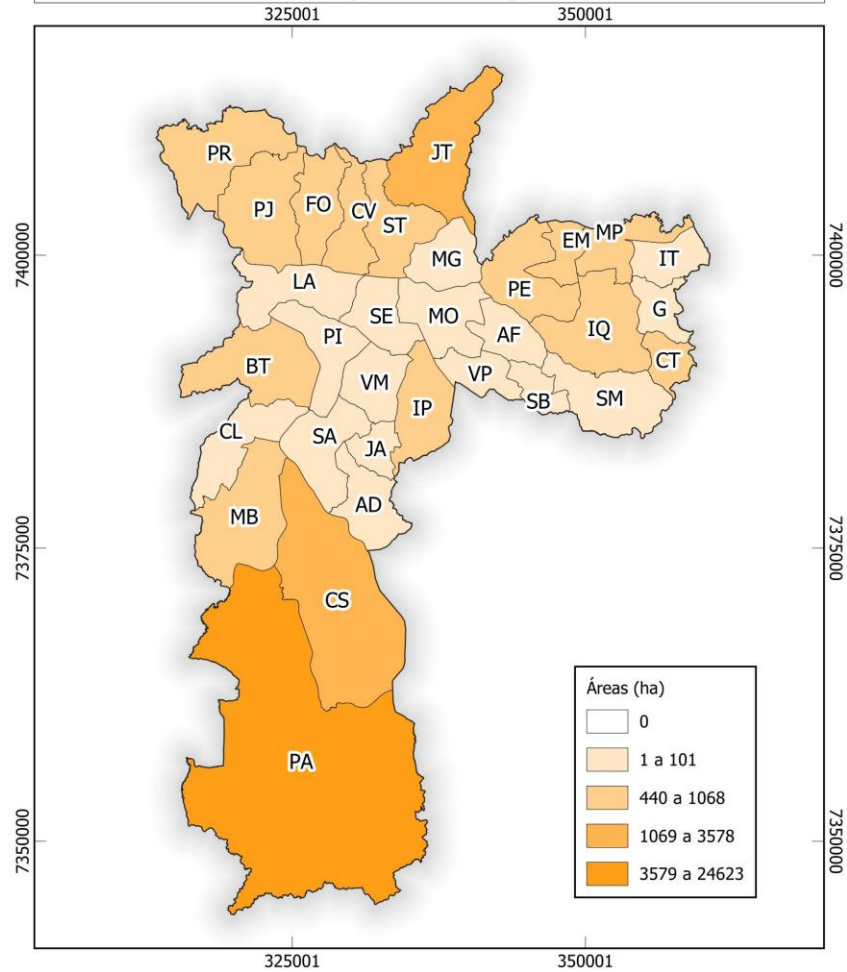 325001 350001
PR
JT
PJ
FO
CV
ST
7400000
7400000
MG
EM
MP
IT
LA
PE
G
SE
MO
AF
IQ
PI
BT
VM
VP
CT
IP
SB
SM
CL
SA
JA
MB
AD
7375000
7375000
CS
PA
Áreas (ha)
0
1 a 101
440 a 1068
1069 a 3578
3579 a 24623
7350000
7350000
325001 350001